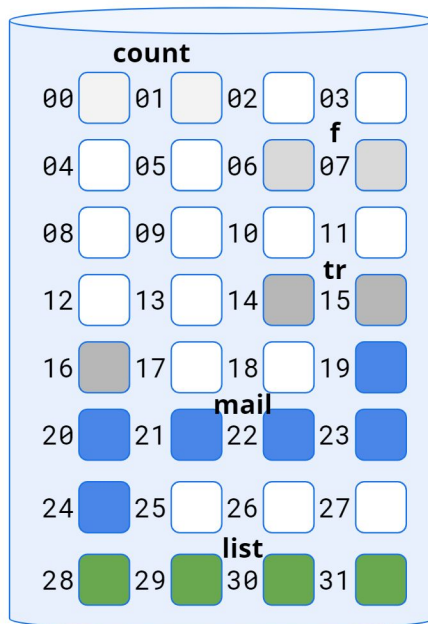 count
00 01 02 03
f
04 05 06 07
08 09 10 11
tr
12 13 14 15
16 17 18 19
mail
20 21 22 23
24 25 26 27
list
28 29 30 31